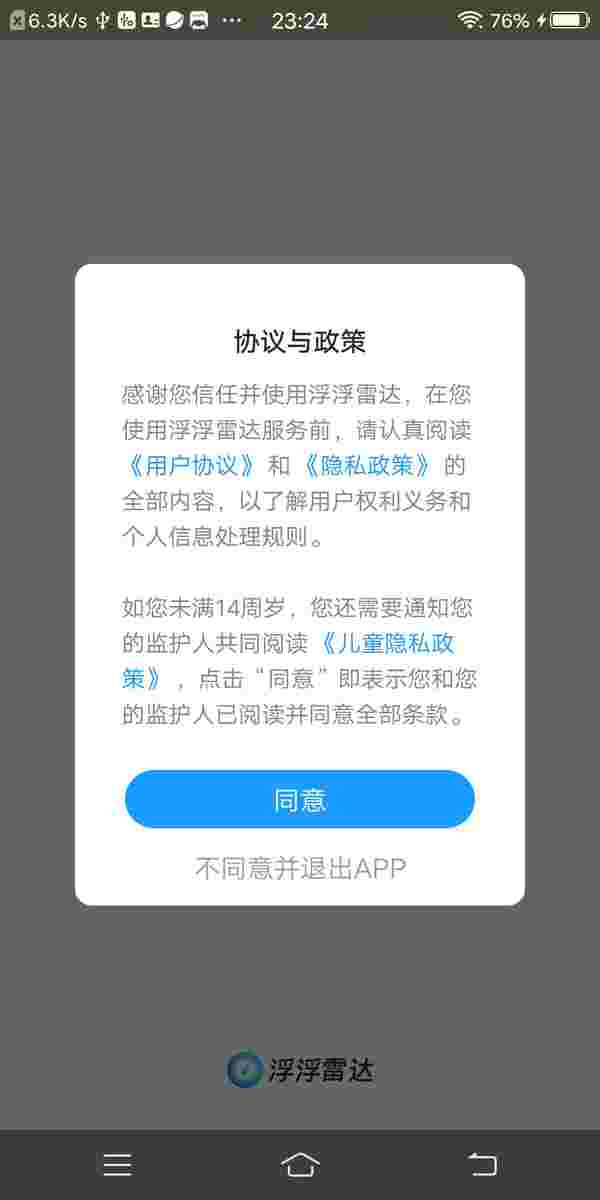 6.3K/s
23:24
76%
协议与政策
感谢您信任并使用浮浮雷达，在您
使用浮浮雷达服务前，请认真阅读
《用户协议》和《隐私政策》的
全部内容，以了解用户权利义务和
个人信息处理规则。
如您未满14周岁，您还需要通知您
的监护人共同阅读《儿童隐私政
策》，点击“同意”即表示您和您
的监护人已阅读并同意全部条款。
同意
不同意并退出APP
浮浮雷达